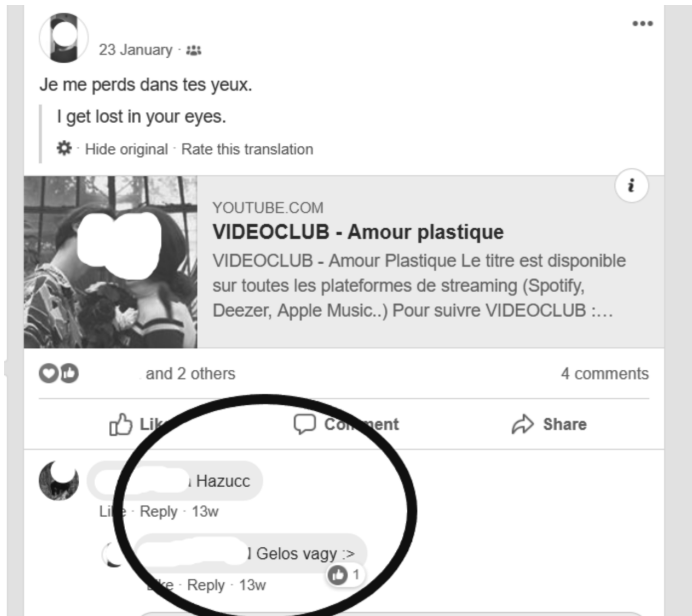 23 January ·
Je me perds dans tes yeux.
I get lost in your eyes.
· Hide original · Rate this translation
i
YOUTUBE.COM
VIDEOCLUB - Amour plastique
VIDEOCLUB - Amour Plastique Le titre est disponible
sur toutes les plateformes de streaming (Spotify,
Deezer, Apple Music..) Pour suivre VIDEOCLUB :...
and 2 others 4 comments
Like Comment Share
Hazucc
Like · Reply · 13w
Gelos vagy :>
1
Like · Reply · 13w